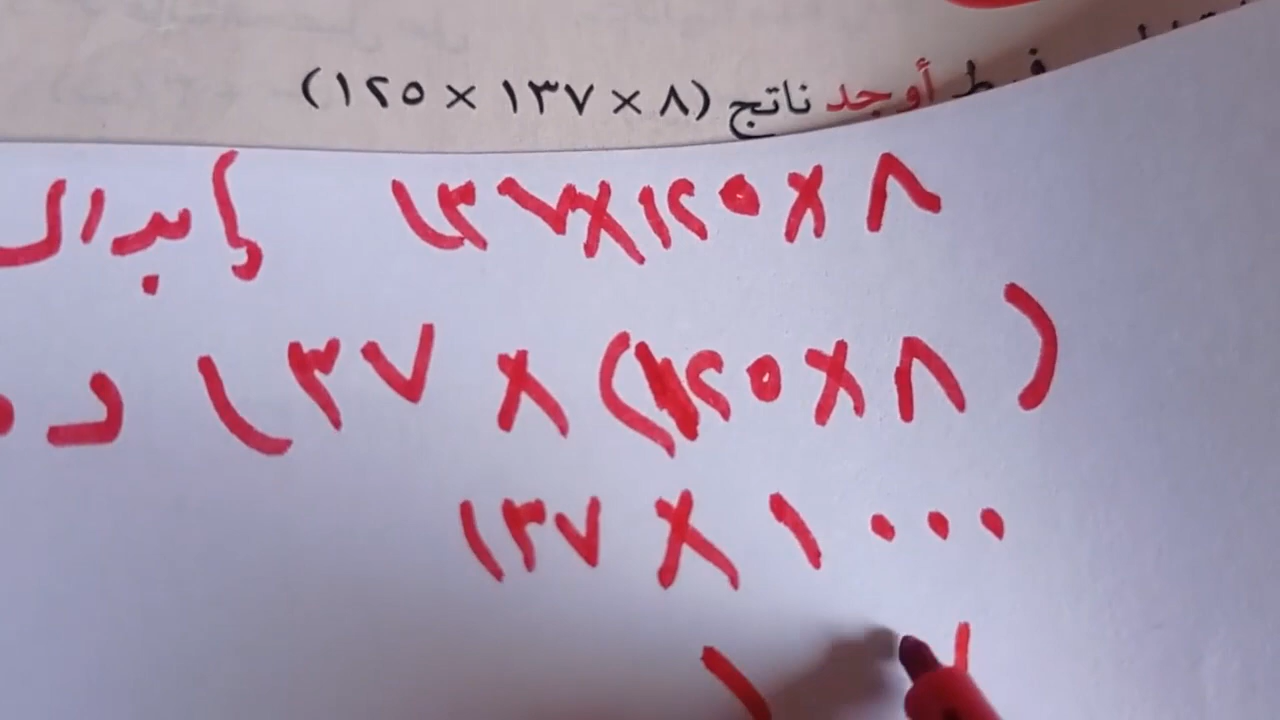 أوجد ناتج (٨ × ١٣٧ × ١٢٥)
٨ × ١٢٥ × ١٣٧ إبدال
(٨ × ١٢٥) × ١٣٧
١٠٠٠ × ١٣٧